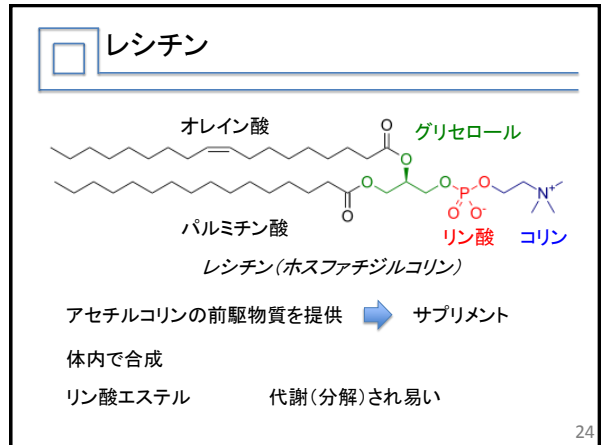 レシチン
オレイン酸
グリセロール
O
O
O
O
P
O
N+
O
O O-
パルミチン酸
リン酸
コリン
レシチン(ホスファチジルコリン)
アセチルコリンの前駆物質を提供 サプリメント
体内で合成
リン酸エステル 代謝(分解)され易い
24